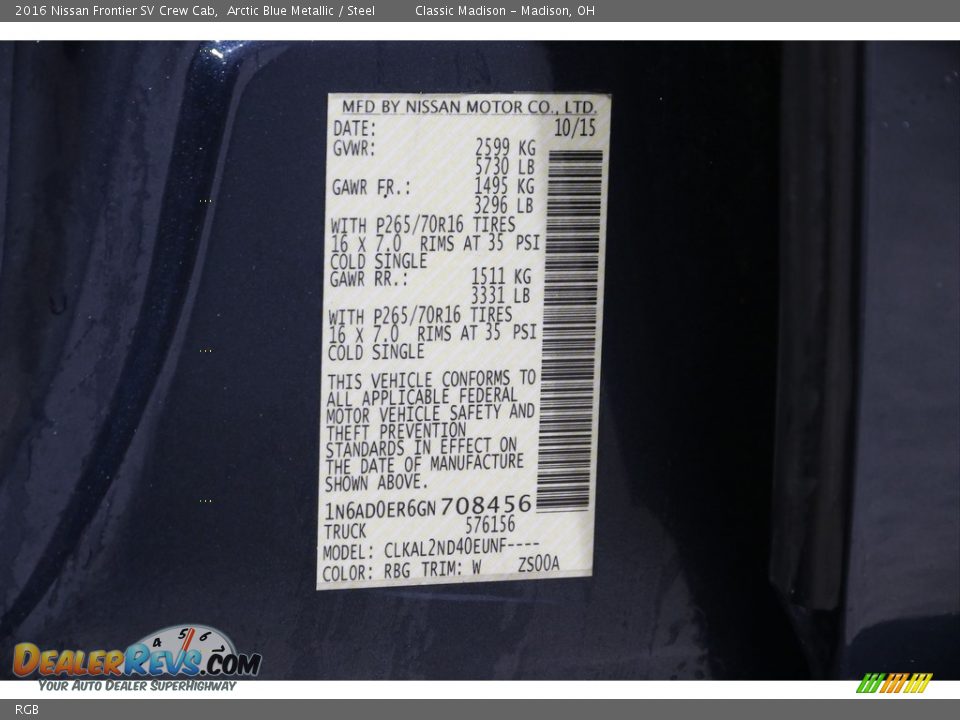 2016 Nissan Frontier SV Crew Cab, Arctic Blue Metallic / Steel Classic Madison – Madison, OH
MFD BY NISSAN MOTOR CO., LTD.
DATE: 10/15
GVWR: 2599 KG
5730 LB
GAWR FR.: 1495 KG
3296 LB
WITH P265/70R16 TIRES
16 X 7.0 RIMS AT 35 PSI
COLD SINGLE
GAWR RR.: 1511 KG
3331 LB
WITH P265/70R16 TIRES
16 X 7.0 RIMS AT 35 PSI
COLD SINGLE
THIS VEHICLE CONFORMS TO
ALL APPLICABLE FEDERAL
MOTOR VEHICLE SAFETY AND
THEFT PREVENTION
STANDARDS IN EFFECT ON
THE DATE OF MANUFACTURE
SHOWN ABOVE.
1N6AD0ER6GN708456
TRUCK 576156
MODEL: CLKAL2ND40EUNF----
COLOR: RBG TRIM: W ZS00A
4 5 6
DEALERREVS.COM
YOUR AUTO DEALER SUPERHIGHWAY
RGB